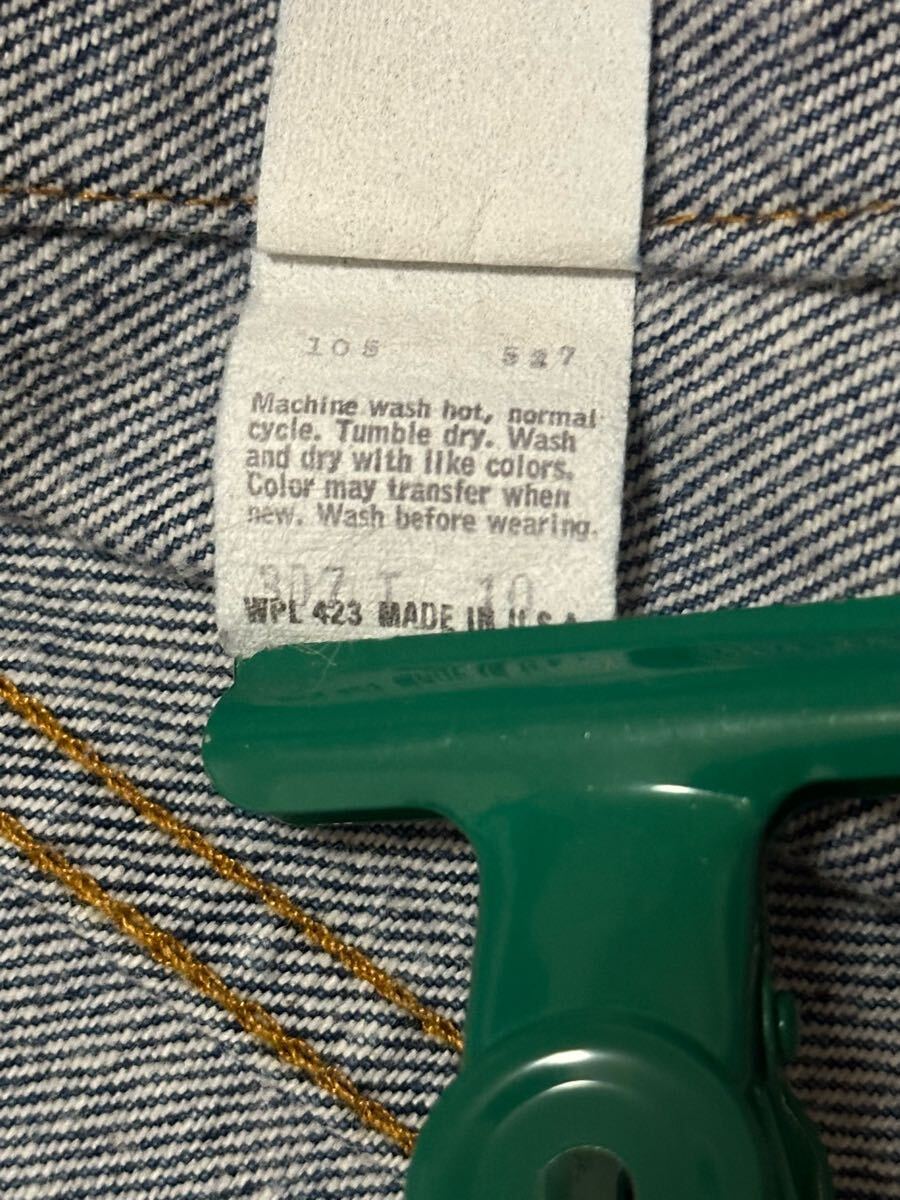 105 527
Machine wash hot, normal
cycle. Tumble dry. Wash
and dry with like colors.
Color may transfer when
new. Wash before wearing.
10
WPL 423 MADE IN U.S.A.